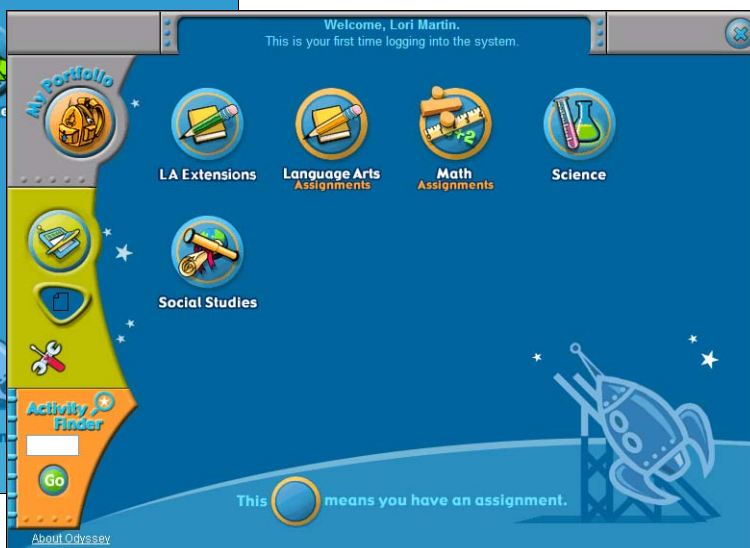 Welcome, Lori Martin.
This is your first time logging into the system.
My Portfolio
LA Extensions
Language Arts
Assignments
Math
Assignments
+2
Science
Social Studies
Activity
Finder
Go
This means you have an assignment.
About Odyssey